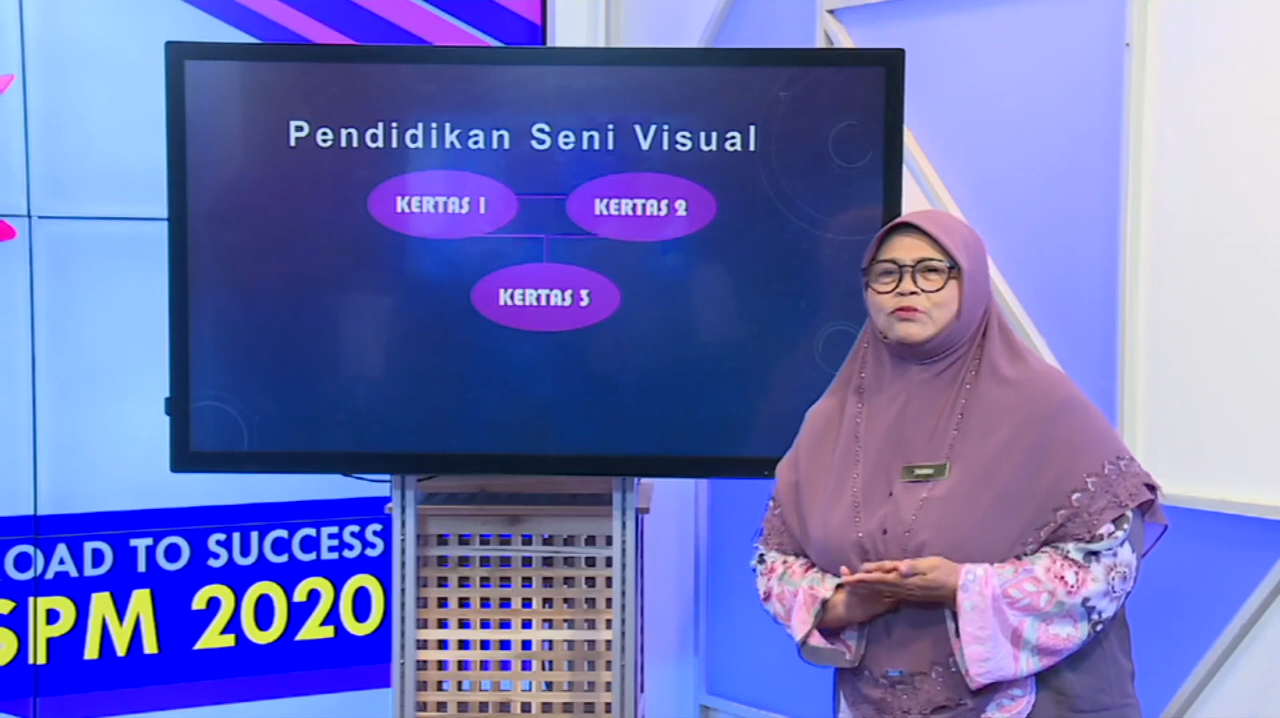 Pendidikan Seni Visual
KERTAS 1
KERTAS 2
KERTAS 3
OAD TO SUCCESS
SPM 2020